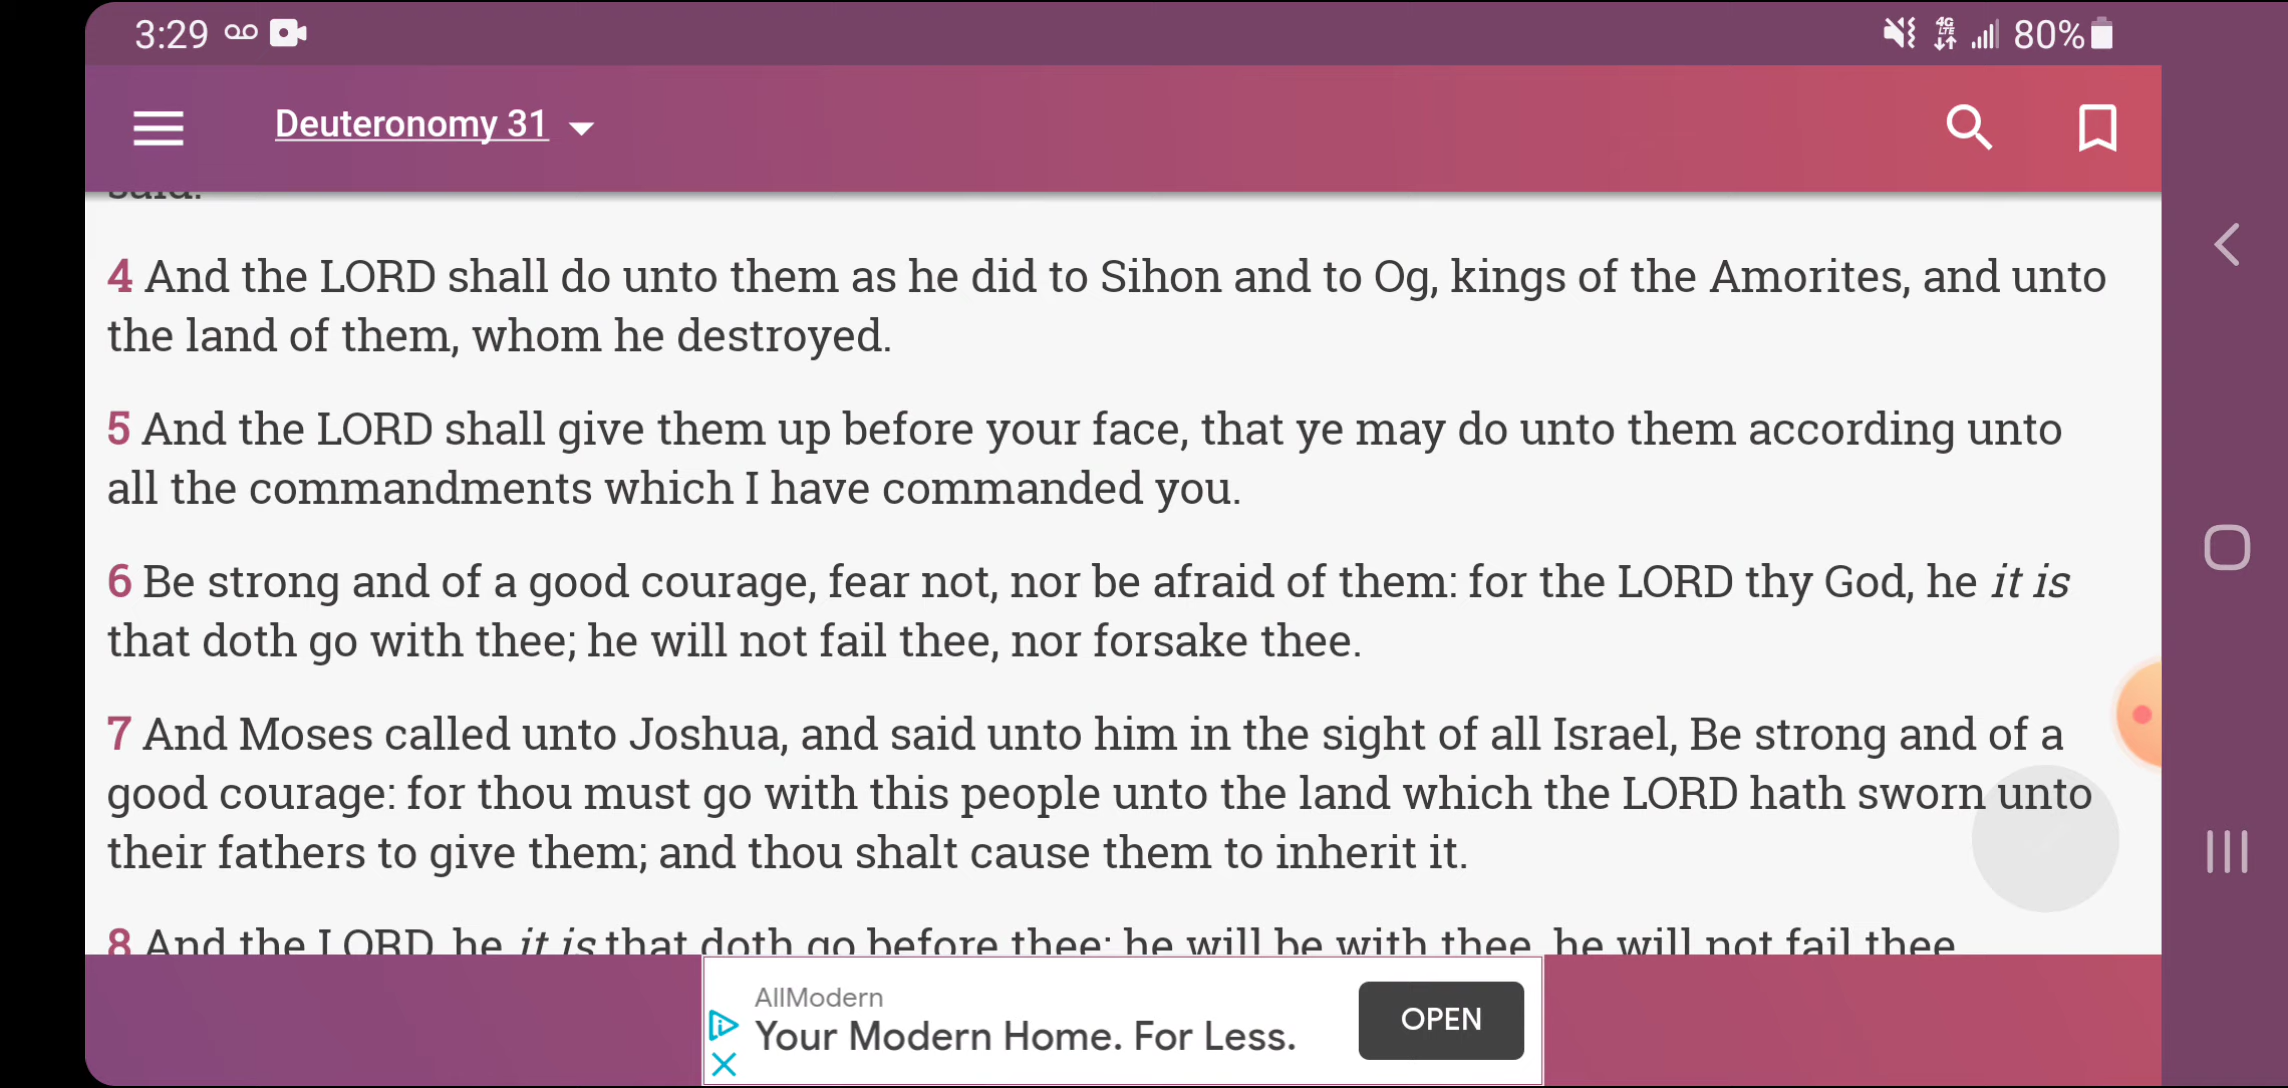 3:29
4G LTE 80%
Deuteronomy 31
said.
4 And the LORD shall do unto them as he did to Sihon and to Og, kings of the Amorites, and unto
the land of them, whom he destroyed.
5 And the LORD shall give them up before your face, that ye may do unto them according unto
all the commandments which I have commanded you.
6 Be strong and of a good courage, fear not, nor be afraid of them: for the LORD thy God, he it is
that doth go with thee; he will not fail thee, nor forsake thee.
7 And Moses called unto Joshua, and said unto him in the sight of all Israel, Be strong and of a
good courage: for thou must go with this people unto the land which the LORD hath sworn unto
their fathers to give them; and thou shalt cause them to inherit it.
8 And the LORD, he it is that doth go before thee; he will be with thee, he will not fail thee,
AllModern
Your Modern Home. For Less.
OPEN